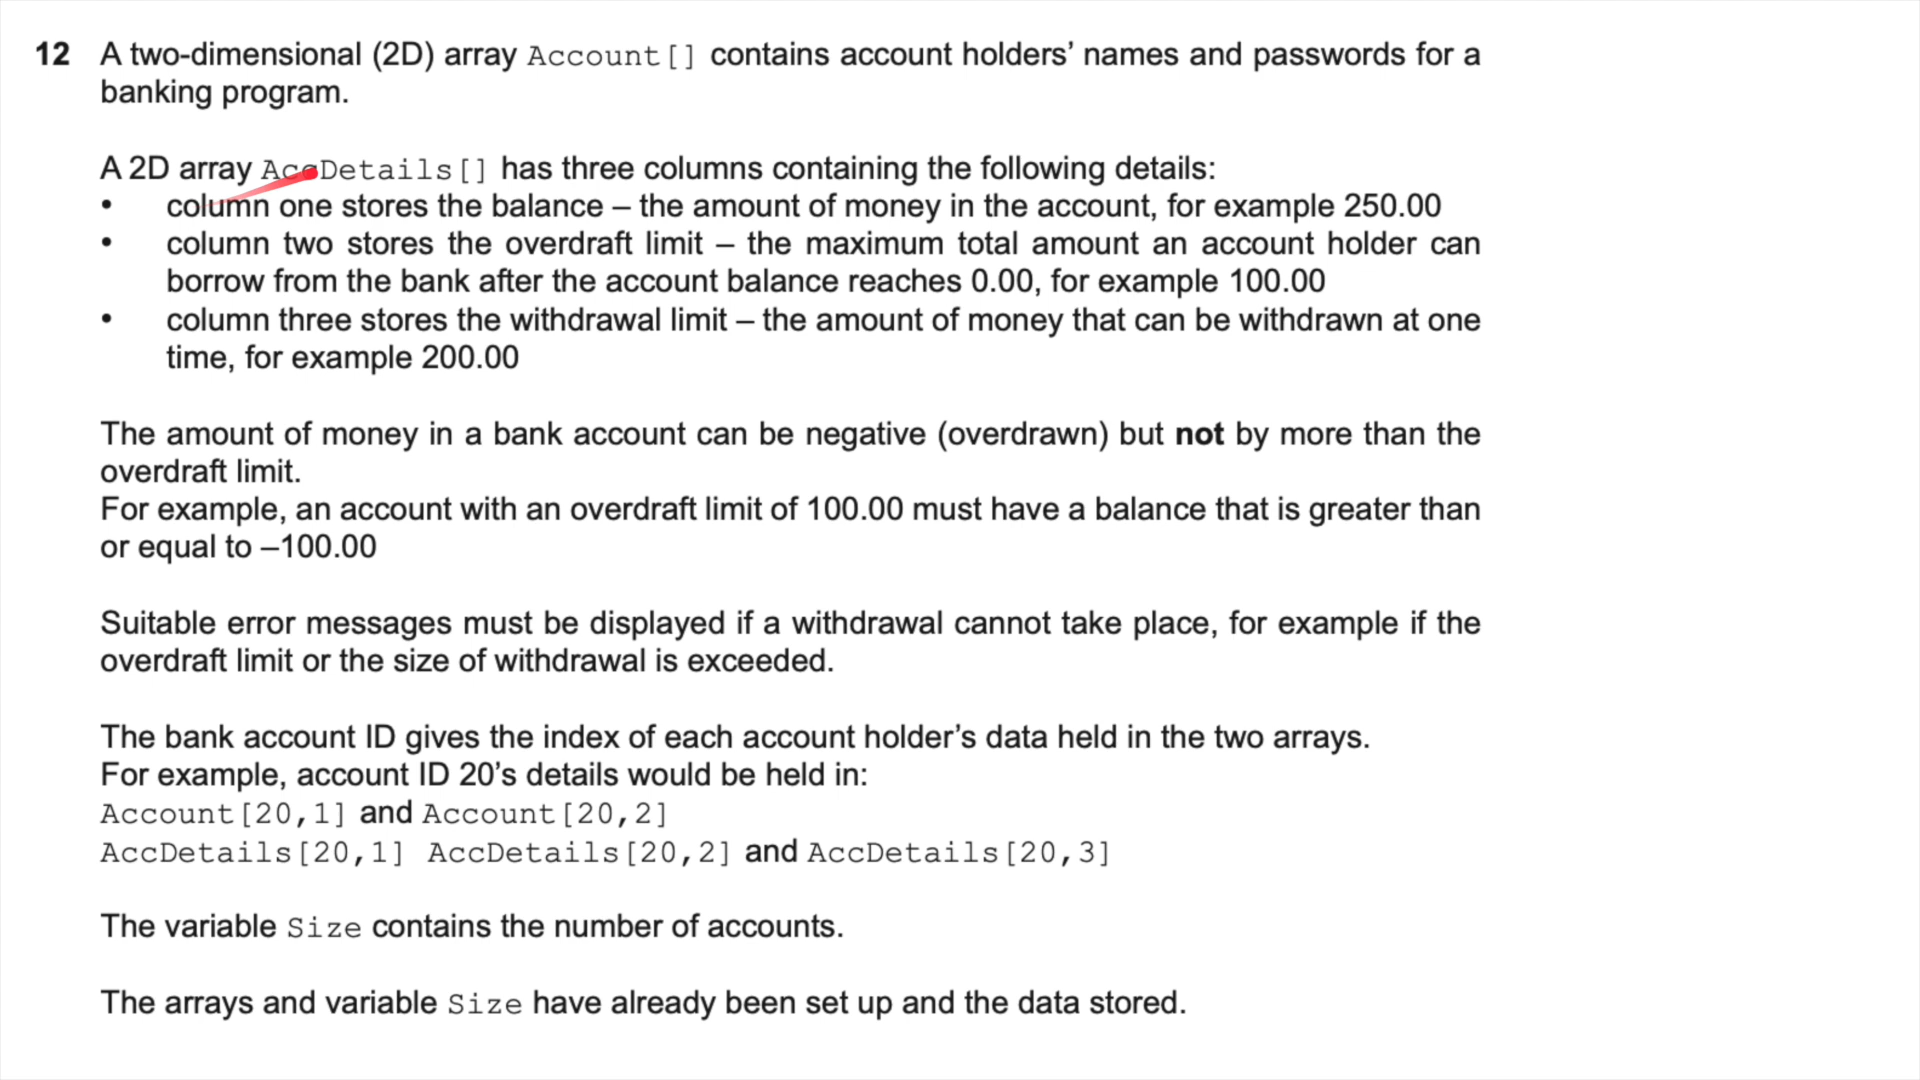 12 A two-dimensional (2D) array Account[] contains account holders’ names and passwords for a
banking program.
A 2D array AccDetails[] has three columns containing the following details:
• column one stores the balance – the amount of money in the account, for example 250.00
• column two stores the overdraft limit – the maximum total amount an account holder can
borrow from the bank after the account balance reaches 0.00, for example 100.00
• column three stores the withdrawal limit – the amount of money that can be withdrawn at one
time, for example 200.00
The amount of money in a bank account can be negative (overdrawn) but not by more than the
overdraft limit.
For example, an account with an overdraft limit of 100.00 must have a balance that is greater than
or equal to –100.00
Suitable error messages must be displayed if a withdrawal cannot take place, for example if the
overdraft limit or the size of withdrawal is exceeded.
The bank account ID gives the index of each account holder’s data held in the two arrays.
For example, account ID 20’s details would be held in:
Account[20,1] and Account[20,2]
AccDetails[20,1] AccDetails[20,2] and AccDetails[20,3]
The variable Size contains the number of accounts.
The arrays and variable Size have already been set up and the data stored.